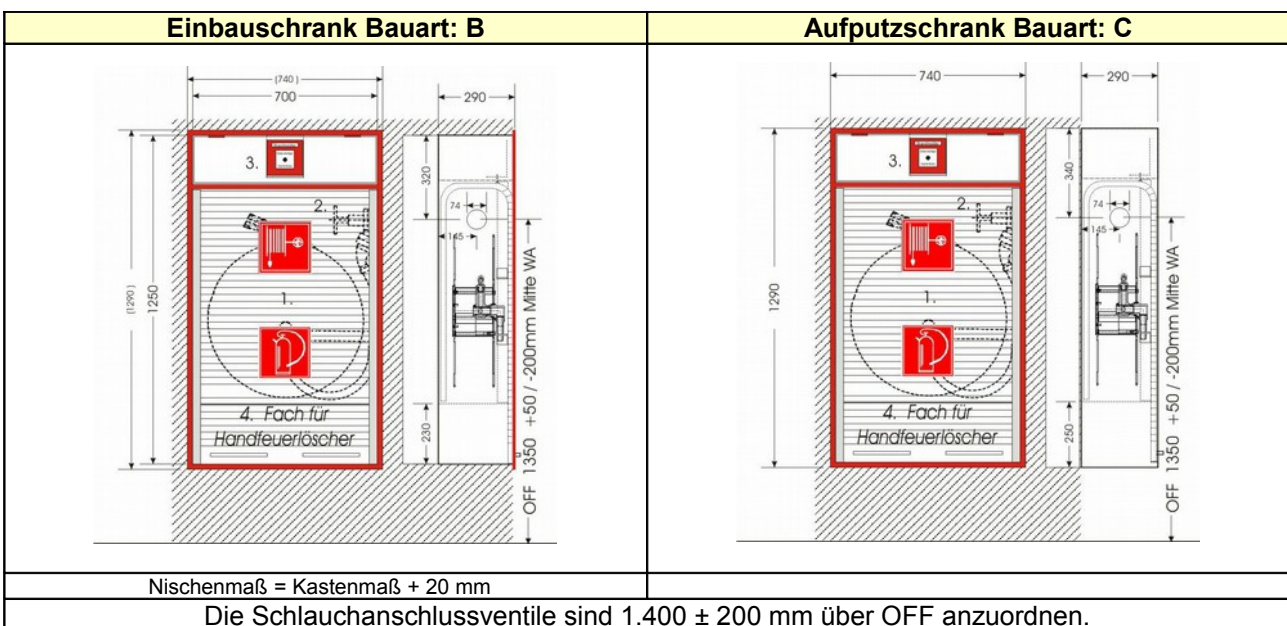 Einbauschrank Bauart: B
Aufputzschrank Bauart: C
(740 )
700
290
(1290 )
1250
3.
2.
1.
4. Fach für
Handfeuerlöscher
320
74
145
230
OFF 1350 +50 / -200mm Mitte WA
740
290
1290
3.
2.
1.
4. Fach für
Handfeuerlöscher
340
74
145
250
OFF 1350 +50 / -200mm Mitte WA
Nischenmaß = Kastenmaß + 20 mm
Die Schlauchanschlussventile sind 1.400 ± 200 mm über OFF anzuordnen.